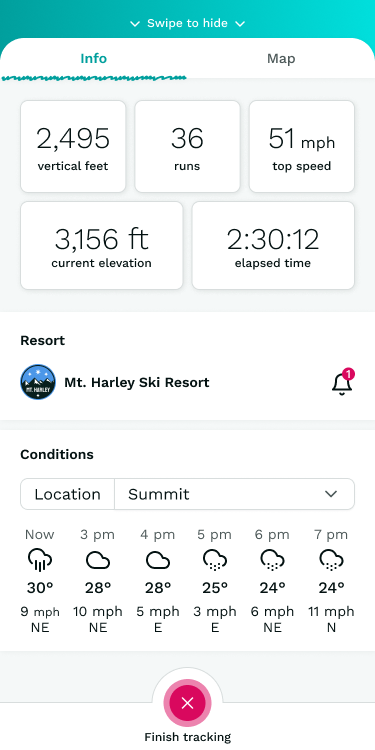 Swipe to hide
Info Map
2,495 36 51 mph
vertical feet runs top speed
3,156 ft 2:30:12
current elevation elapsed time
Resort
MT. HARLEY
Mt. Harley Ski Resort
1
Conditions
Location Summit
Now 3 pm 4 pm 5 pm 6 pm 7 pm
30° 28° 28° 25° 24° 24°
9 mph 10 mph 5 mph 3 mph 6 mph 11 mph
NE NE E E NE N
Finish tracking